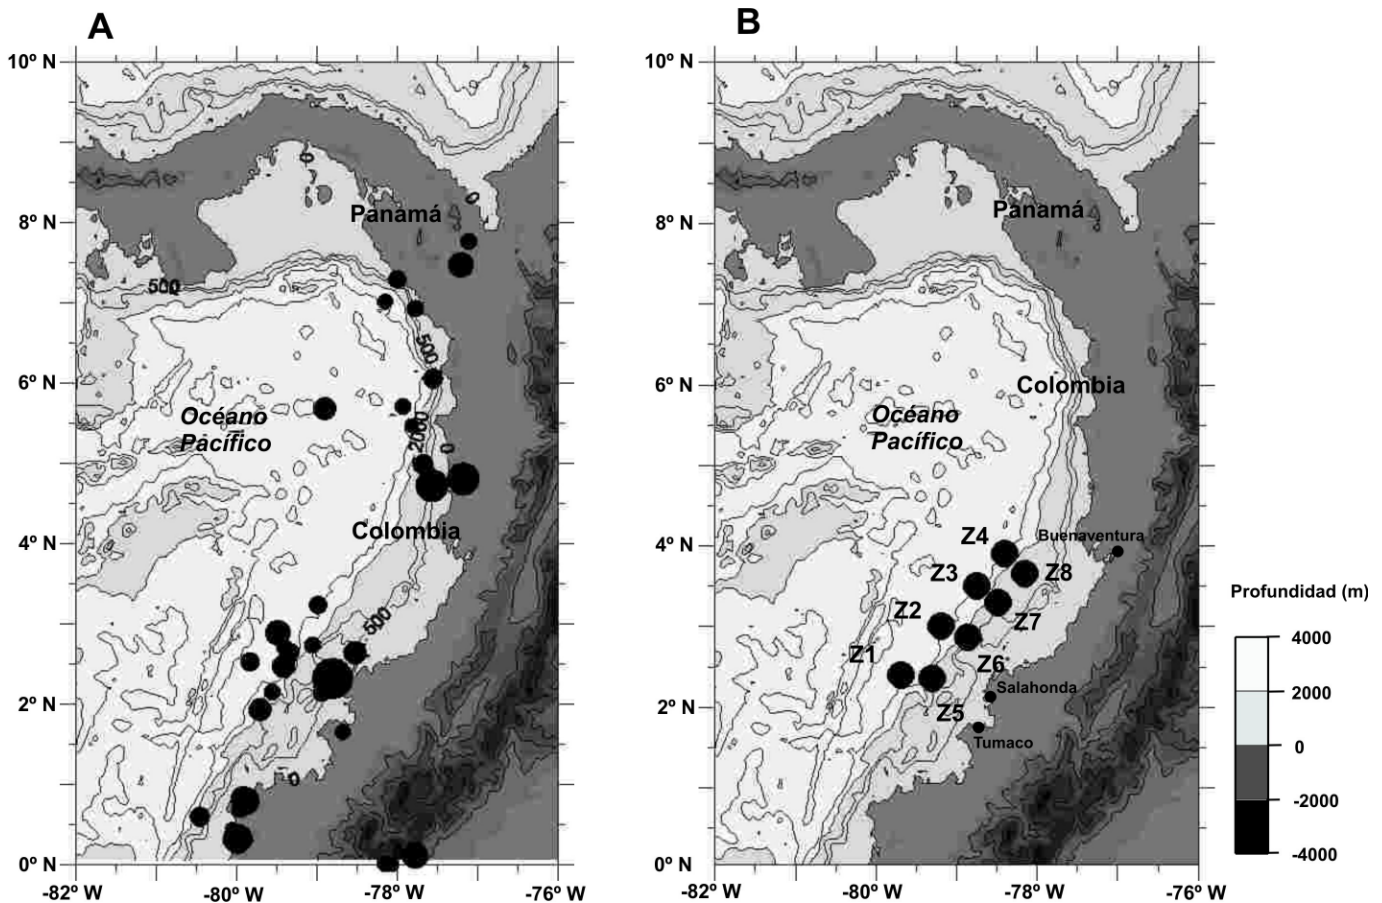 A
10º N
8º N
6º N
4º N
2º N
0º N
-82º W
-80º W
-78º W
-76º W
0
0
Panamá
500
500
Océano
Pacífico
2000
0
Colombia
500
0
B
10º N
8º N
6º N
4º N
2º N
0º N
-82º W
-80º W
-78º W
-76º W
Panamá
Colombia
Océano
Pacífico
Z4
Buenaventura
Z3
Z8
Z2
Z7
Z1
Z6
Salahonda
Z5
Tumaco
Profundidad (m)
4000
2000
0
-2000
-4000